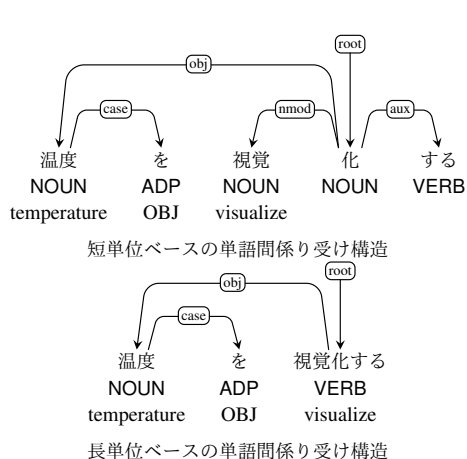 root
obj
case nmod aux
温度 を 視覚 化 する
NOUN ADP NOUN NOUN VERB
temperature OBJ visualize
短単位ベースの単語間係り受け構造
root
obj
case
温度 を 視覚化する
NOUN ADP VERB
temperature OBJ visualize
長単位ベースの単語間係り受け構造